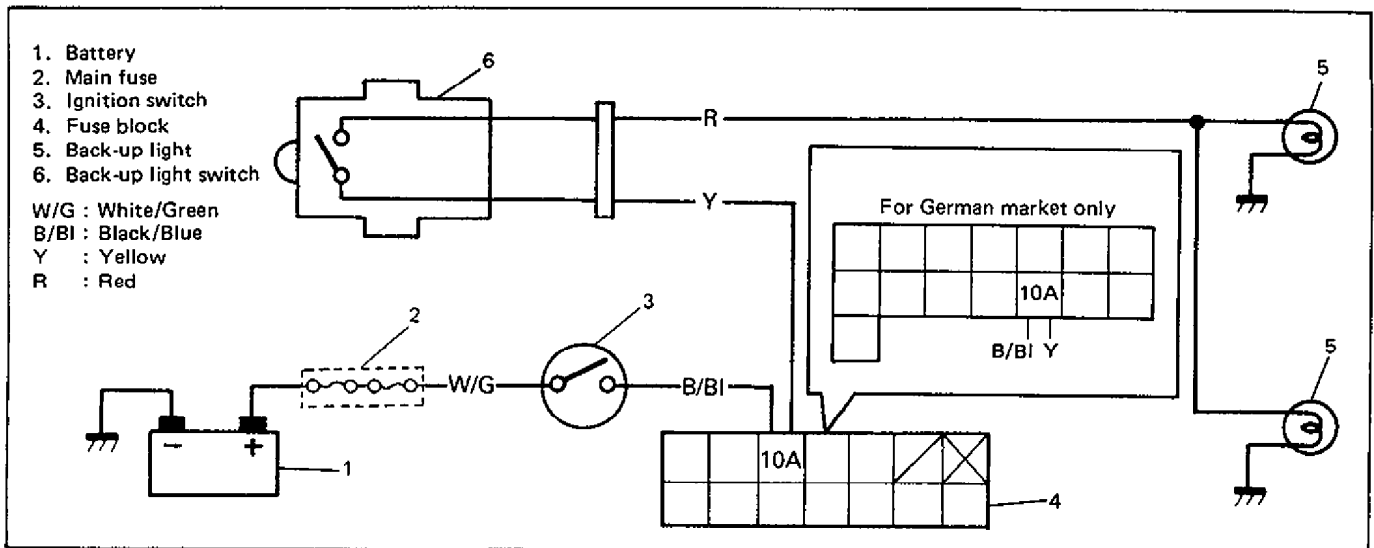 1. Battery
2. Main fuse
3. Ignition switch
4. Fuse block
5. Back-up light
6. Back-up light switch
W/G : White/Green
B/Bl : Black/Blue
Y : Yellow
R : Red
6
5
R
Y
For German market only
10A
B/Bl Y
3
2
5
W/G
B/Bl
- +
10A
1
4